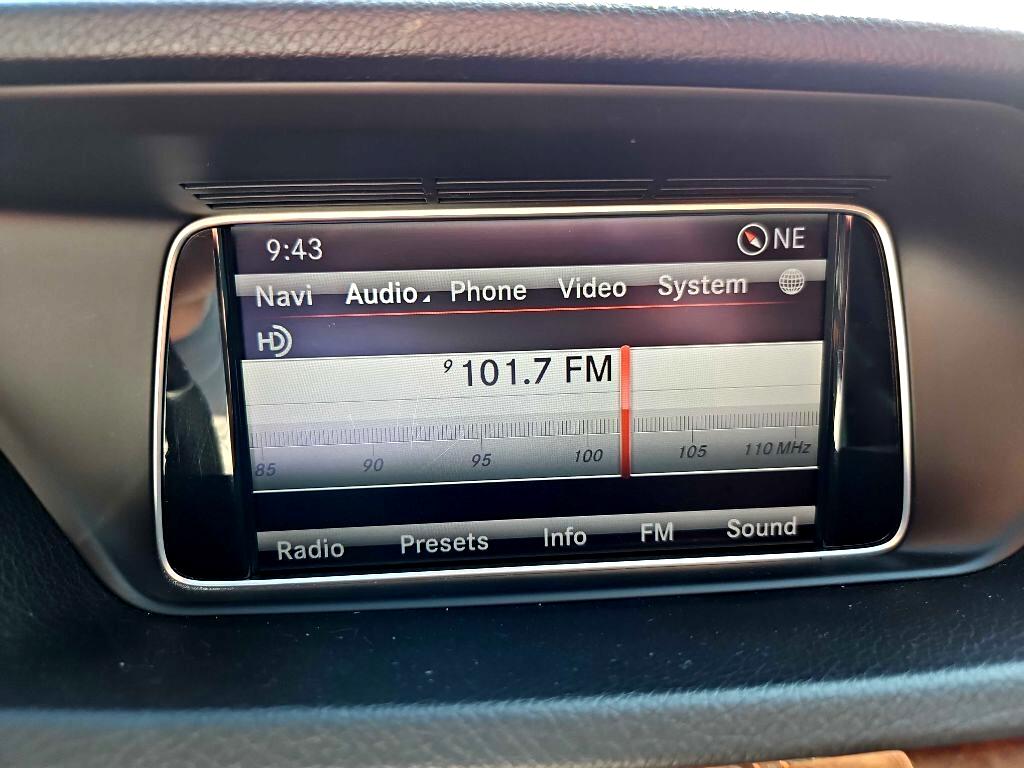 9:43 NE
Navi Audio Phone Video System
HD
9 101.7 FM
85 90 95 100 105 110 MHz
Radio Presets Info FM Sound